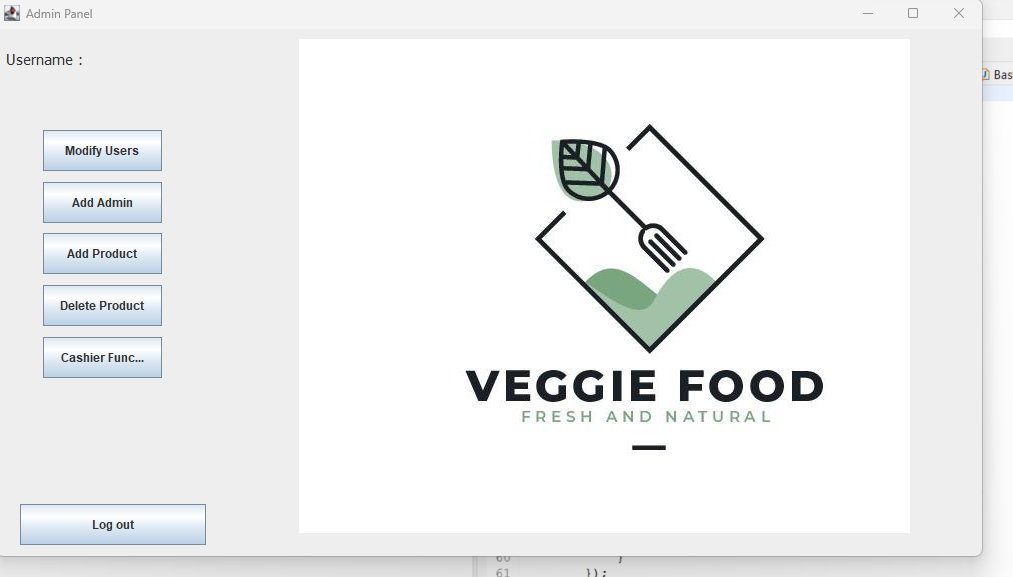 Admin Panel
Username :
Bas
Modify Users
Add Admin
Add Product
Delete Product
Cashier Func...
VEGGIE FOOD
FRESH AND NATURAL
Log out
60 }
61 });